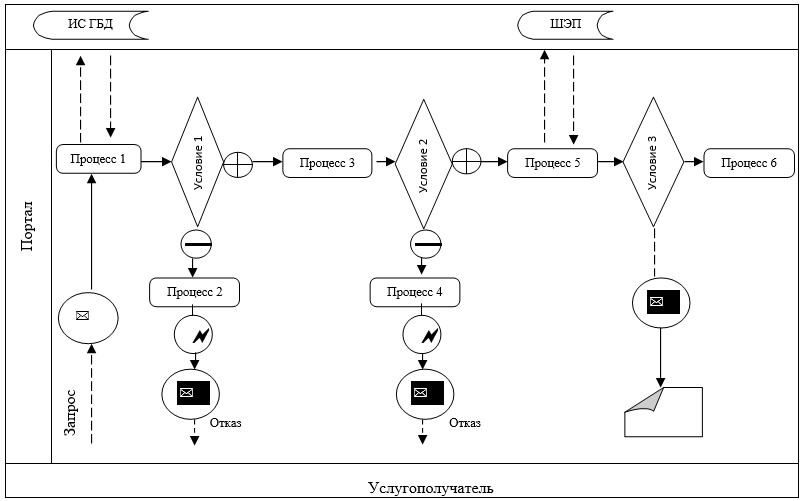 ИС ГБД
ШЭП
Портал
Процесс 1
Условие 1
Процесс 3
Условие 2
Процесс 5
Условие 3
Процесс 6
Процесс 2
Процесс 4
Запрос
Отказ
Отказ
Услугополучатель